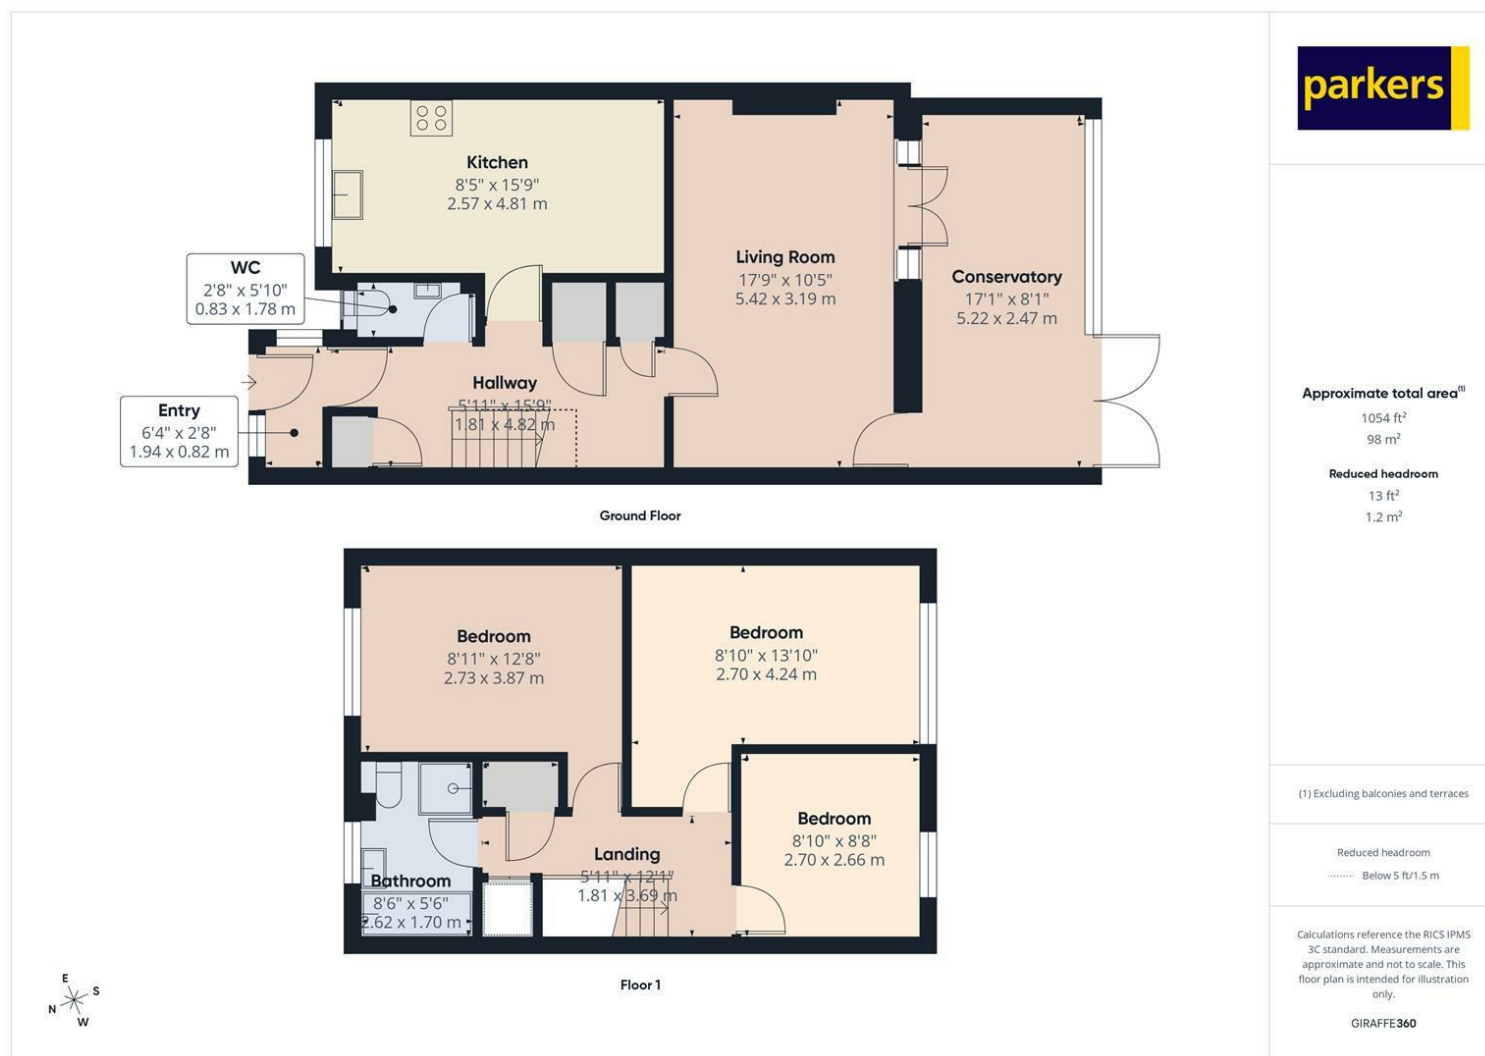 parkers
Kitchen
8'5" x 15'9"
2.57 x 4.81 m
WC
2'8" x 5'10"
0.83 x 1.78 m
Living Room
17'9" x 10'5"
5.42 x 3.19 m
Conservatory
17'1" x 8'1"
5.22 x 2.47 m
Hallway
5'11" x 15'9"
1.81 x 4.82 m
Entry
6'4" x 2'8"
1.94 x 0.82 m
Ground Floor
Bedroom
8'11" x 12'8"
2.73 x 3.87 m
Bedroom
8'10" x 13'10"
2.70 x 4.24 m
Bedroom
8'10" x 8'8"
2.70 x 2.66 m
Landing
5'11" x 12'1"
1.81 x 3.69 m
Bathroom
8'6" x 5'6"
2.62 x 1.70 m
Floor 1
E
S
N
W
Approximate total area(1)
1054 ft²
98 m²
Reduced headroom
13 ft²
1.2 m²
(1) Excluding balconies and terraces
Reduced headroom
Below 5 ft/1.5 m
Calculations reference the RICS IPMS
3C standard. Measurements are
approximate and not to scale. This
floor plan is intended for illustration
only.
GIRAFFE360